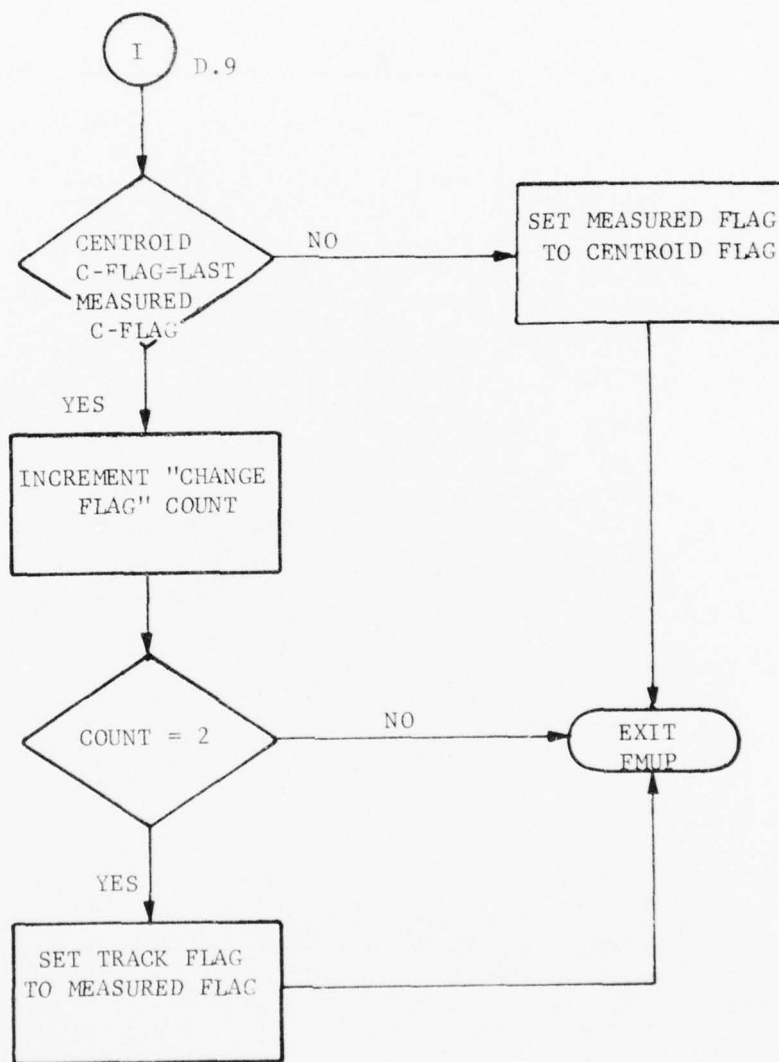 I
D.9
CENTROID
C-FLAG=LAST
MEASURED
C-FLAG
NO
SET MEASURED FLAG
TO CENTROID FLAG
YES
INCREMENT "CHANGE
FLAG" COUNT
COUNT = 2
NO
EXIT
FMUP
YES
SET TRACK FLAG
TO MEASURED FLAG